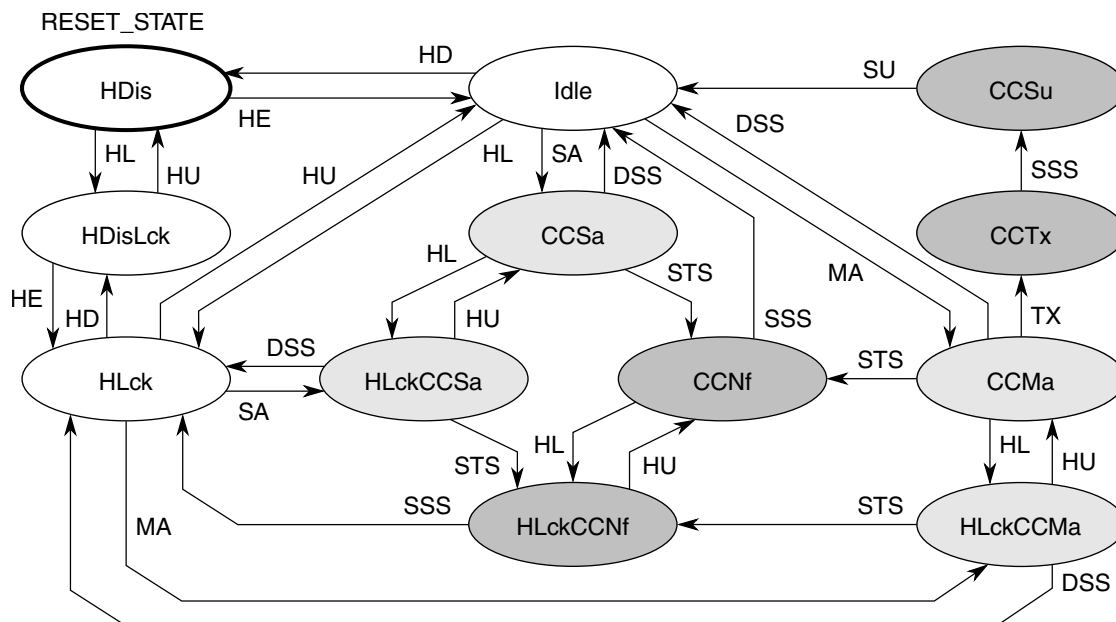 RESET_STATE
HDis
HD
HE
Idle
SU
CCSu
HL
HU
HU
HL
SA
DSS
DSS
SSS
HDisLck
CCSa
CCTx
HE
HD
HL
HU
STS
SSS
MA
TX
HLck
DSS
SA
HLckCCSa
CCNf
STS
CCMa
STS
HL
HU
HL
HU
MA
SSS
HLckCCNf
STS
HLckCCMa
DSS